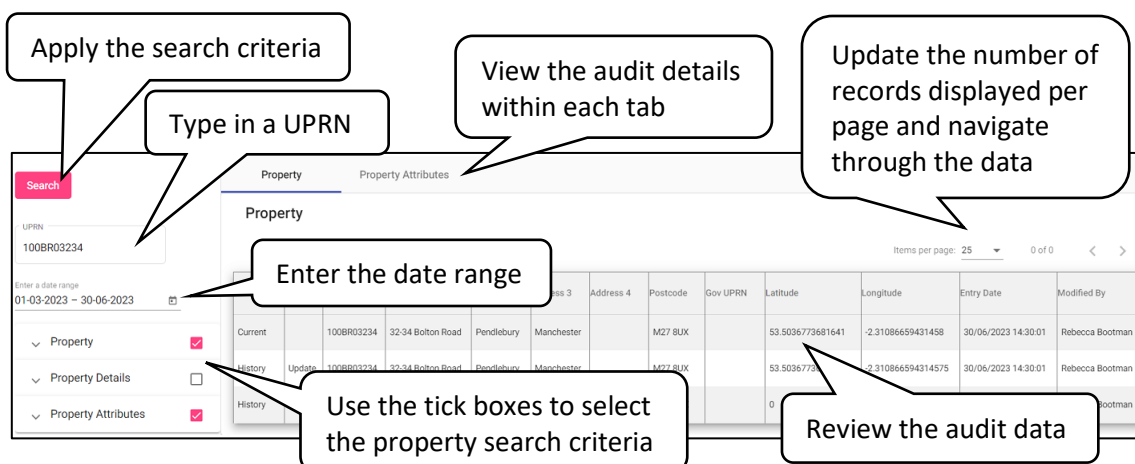 Apply the search criteria
Type in a UPRN
View the audit details
within each tab
Update the number of
records displayed per
page and navigate
through the data
Search
Property
Property Attributes
Property
UPRN
100BR03234
Items per page: 25
0 of 0
Enter the date range
Enter a date range
01-03-2023 – 30-06-2023
Address 4 Postcode Gov UPRN Latitude Longitude Entry Date Modified By
Current 100BR03234 32-34 Bolton Road Pendlebury Manchester M27 8UX 53.5036773681641 -2.31086659431458 30/06/2023 14:30:01 Rebecca Bootman
History Update 100BR03234 32-34 Bolton Road Pendlebury Manchester M27 8UX -2.310866594314575 30/06/2023 14:30:01 Rebecca Bootman
History 0
Property
Property Details
Property Attributes
Use the tick boxes to select
the property search criteria
Review the audit data